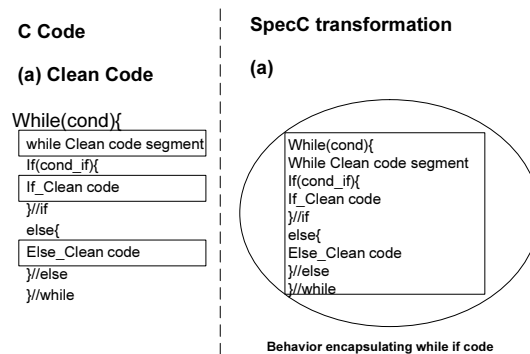 C Code
(a) Clean Code
While(cond){
while Clean code segment
If(cond_if){
If_Clean code
}//if
else{
Else_Clean code
}//else
}//while
SpecC transformation
(a)
While(cond){
While Clean code segment
If(cond_if){
If_Clean code
}//if
else{
Else_Clean code
}//else
}//while
Behavior encapsulating while if code